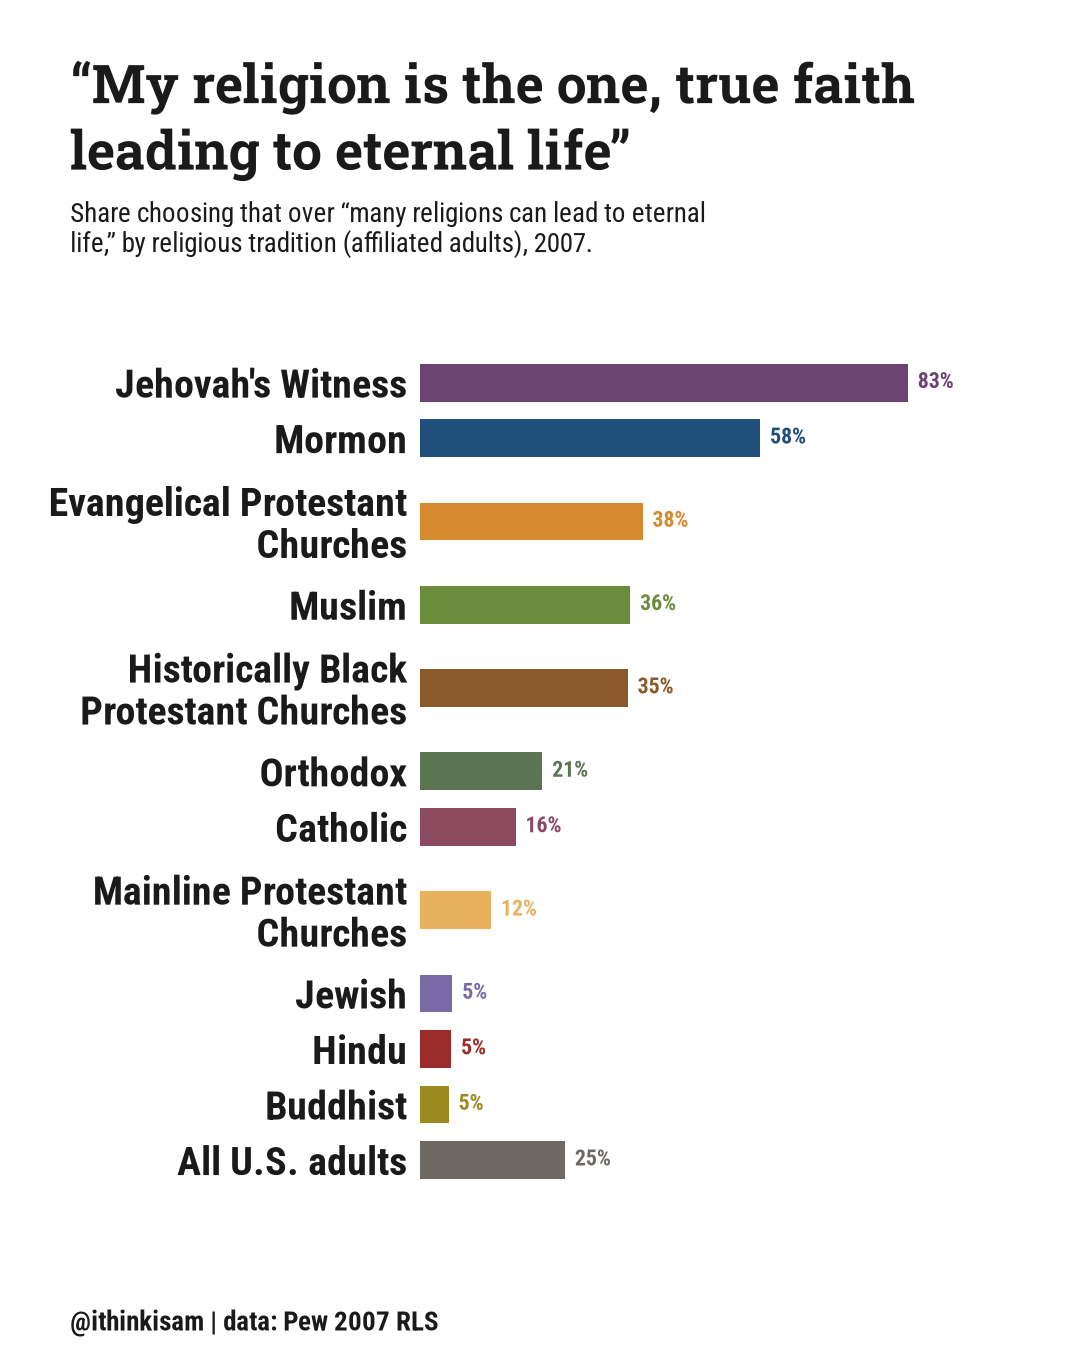 “My religion is the one, true faith
leading to eternal life”
Share choosing that over “many religions can lead to eternal
life,” by religious tradition (affiliated adults), 2007.
Jehovah's Witness 83%
Mormon 58%
Evangelical Protestant
Churches 38%
Muslim 36%
Historically Black
Protestant Churches 35%
Orthodox 21%
Catholic 16%
Mainline Protestant
Churches 12%
Jewish 5%
Hindu 5%
Buddhist 5%
All U.S. adults 25%
@ithinkisam | data: Pew 2007 RLS